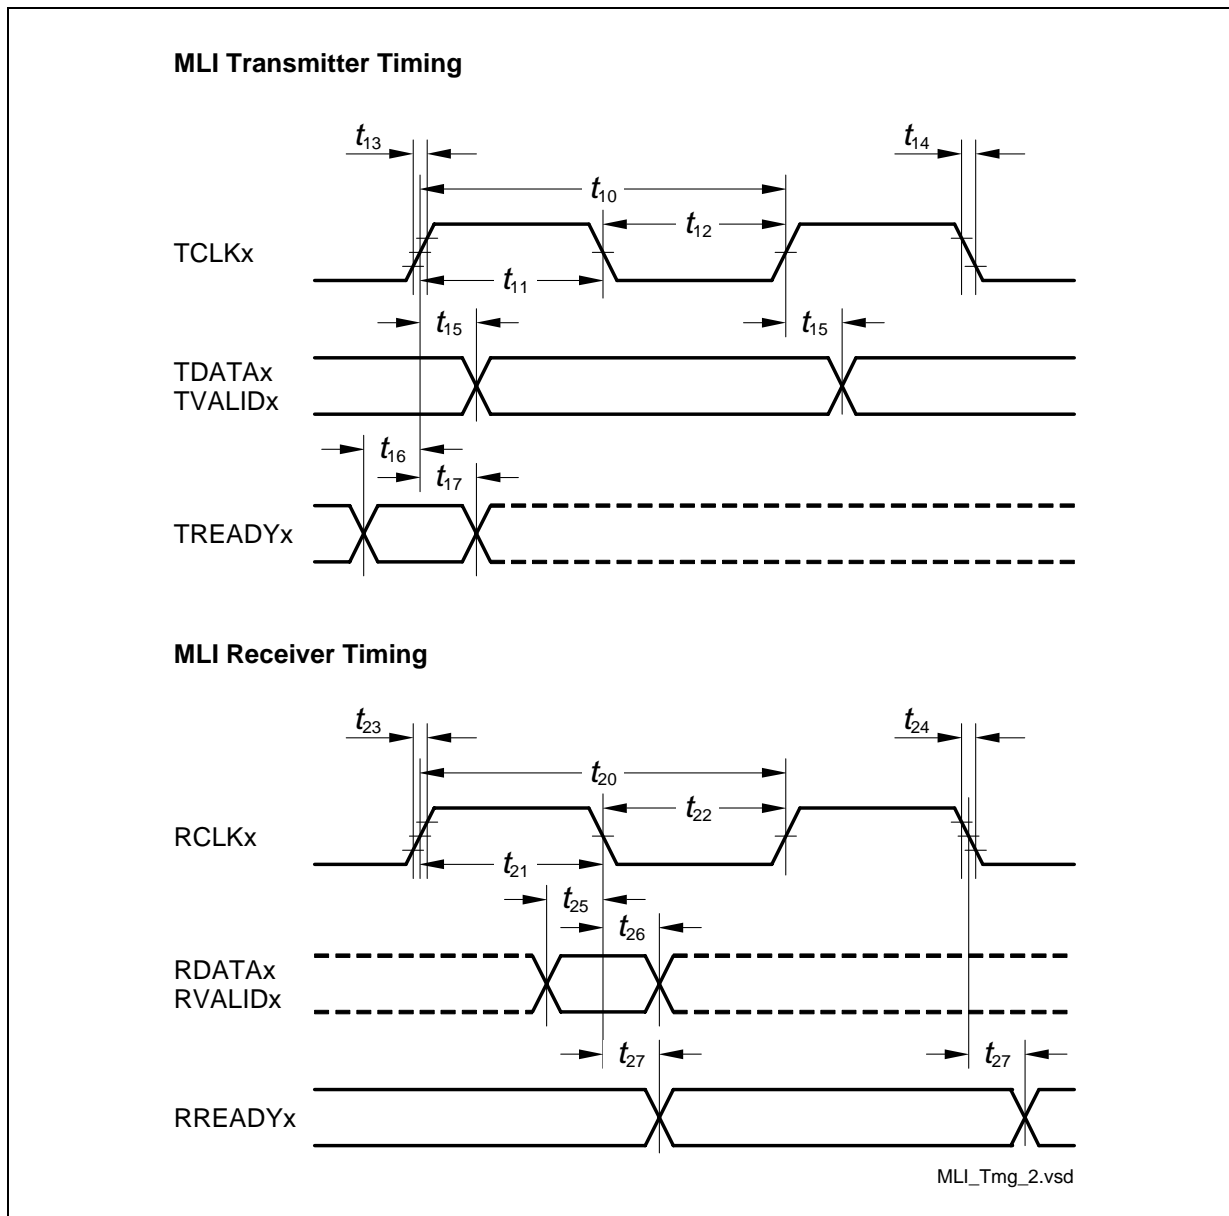 MLI Transmitter Timing
t13
t14
t10
t12
TCLKx
t11
t15
t15
TDATAx
TVALIDx
t16
t17
TREADYx
MLI Receiver Timing
t23
t24
t20
t22
RCLKx
t21
t25
t26
RDATAx
RVALIDx
t27
t27
RREADYx
MLI_Tmg_2.vsd